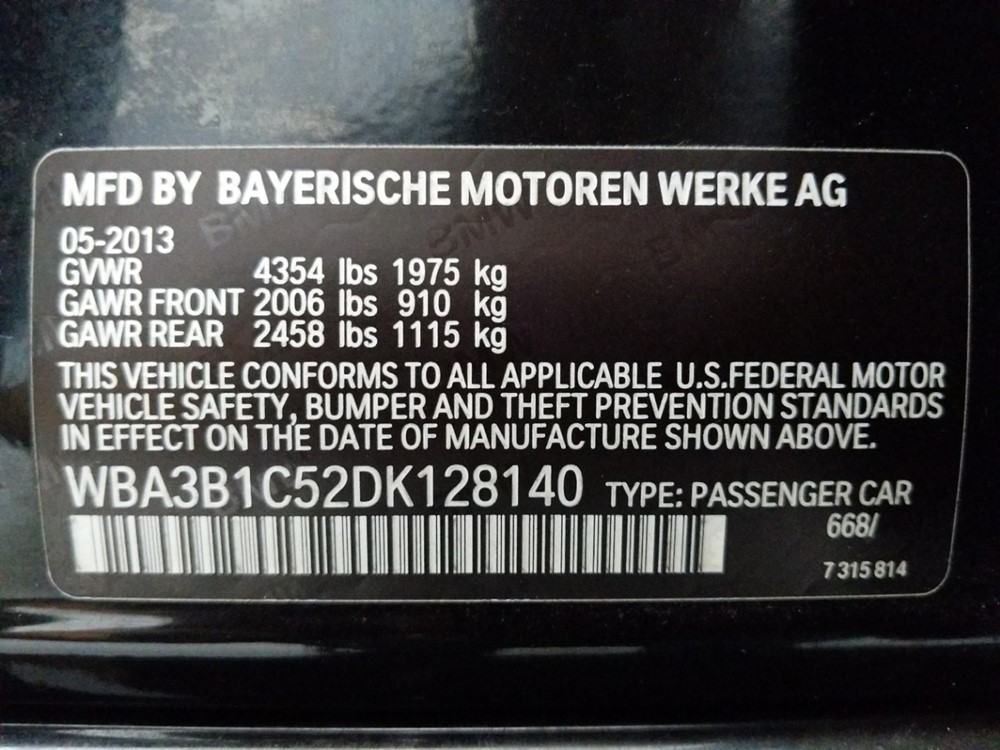 MFD BY BAYERISCHE MOTOREN WERKE AG
05-2013
GVWR 4354 lbs 1975 kg
GAWR FRONT 2006 lbs 910 kg
GAWR REAR 2458 lbs 1115 kg
THIS VEHICLE CONFORMS TO ALL APPLICABLE U.S.FEDERAL MOTOR
VEHICLE SAFETY, BUMPER AND THEFT PREVENTION STANDARDS
IN EFFECT ON THE DATE OF MANUFACTURE SHOWN ABOVE.
WBA3B1C52DK128140 TYPE: PASSENGER CAR
668/
7 315 814